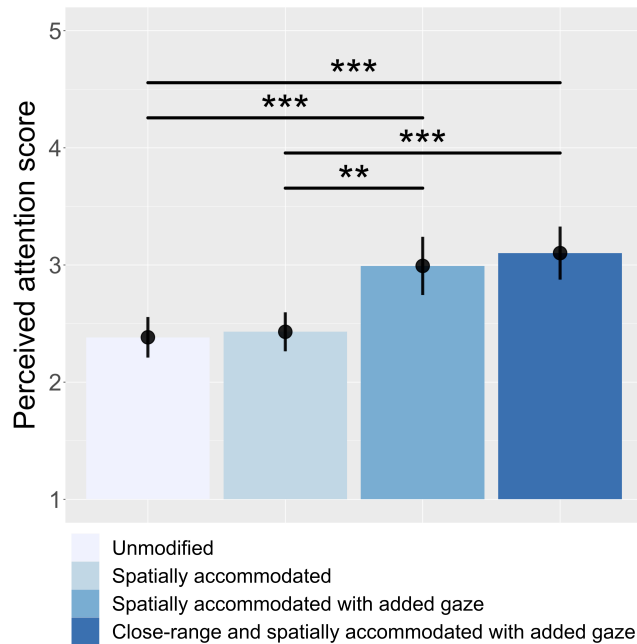 5
***
***
4
***
**
3
2
1
Perceived attention score
Unmodified
Spatially accommodated
Spatially accommodated with added gaze
Close-range and spatially accommodated with added gaze